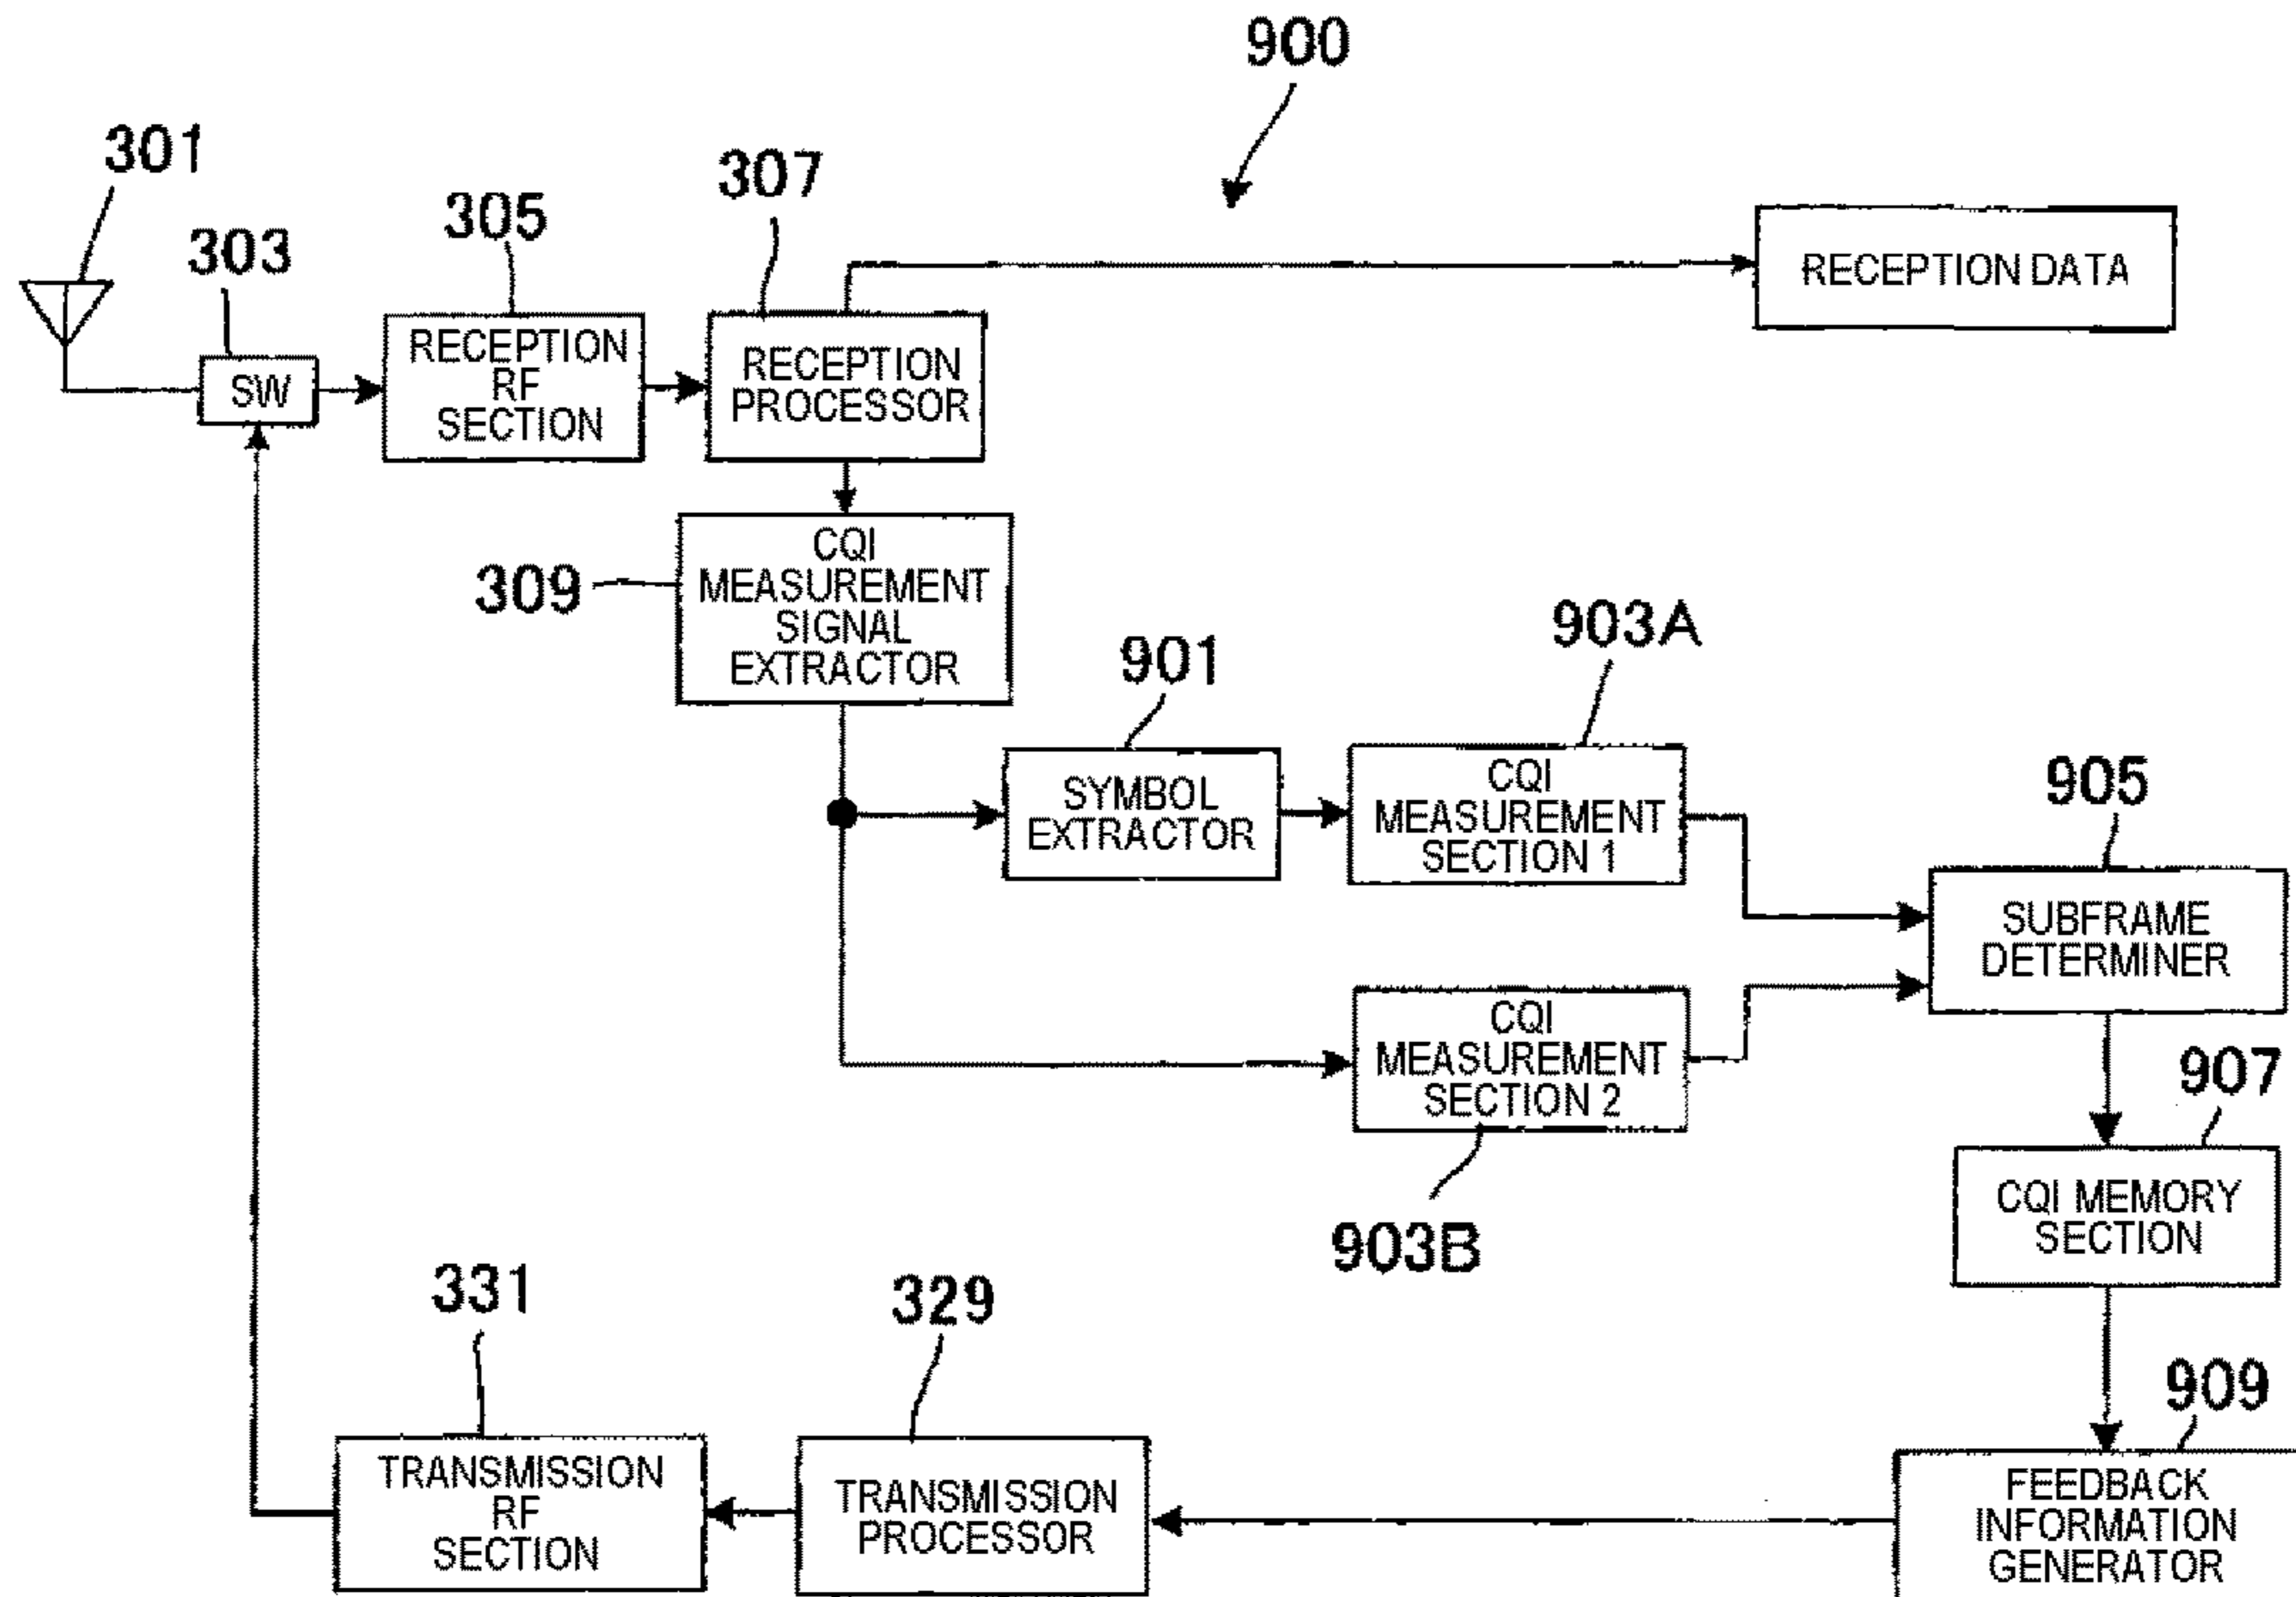 900
301
307
305
303
RECEPTION DATA
RECEPTION
RF
SECTION
RECEPTION
PROCESSOR
SW
CQI
MEASUREMENT
SIGNAL
EXTRACTOR
309
903A
901
CQI
MEASUREMENT
SECTION 1
SYMBOL
EXTRACTOR
905
SUBFRAME
DETERMINER
CQI
MEASUREMENT
SECTION 2
907
903B
CQI MEMORY
SECTION
331
329
909
TRANSMISSION
RF
SECTION
TRANSMISSION
PROCESSOR
FEEDBACK
INFORMATION
GENERATOR